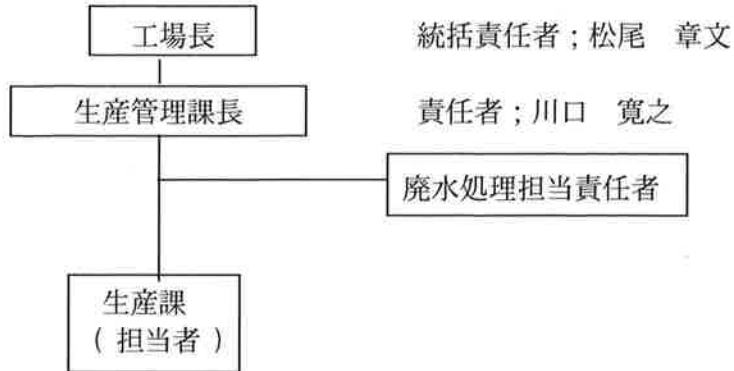 工場長　統括責任者；松尾　章文
生産管理課長　責任者；川口　寛之
廃水処理担当責任者
生産課
（ 担当者 ）